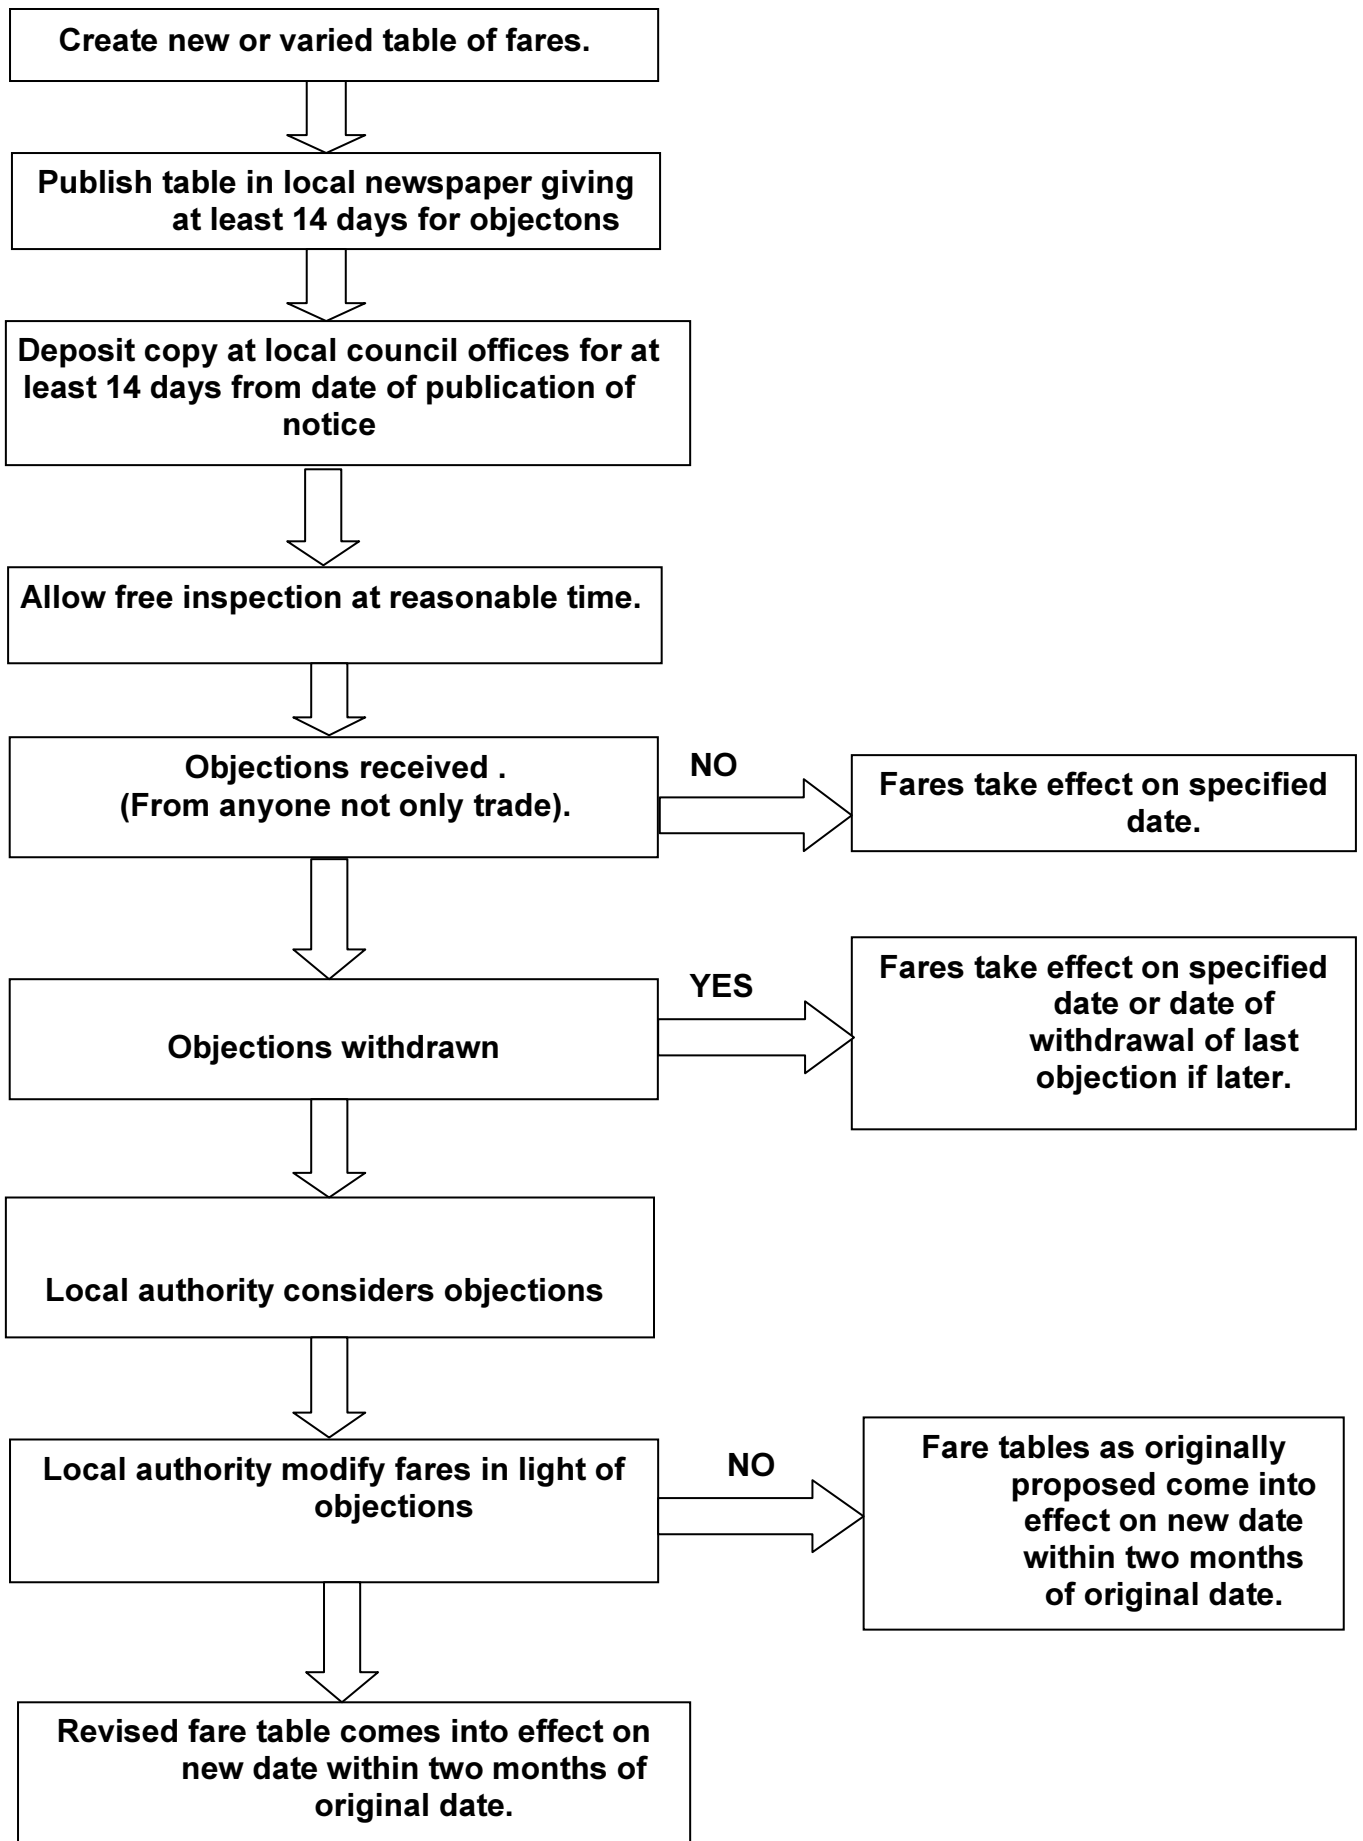 Create new or varied table of fares.
Publish table in local newspaper giving
at least 14 days for objectons
Deposit copy at local council offices for at
least 14 days from date of publication of
notice
Allow free inspection at reasonable time.
Objections received .
(From anyone not only trade).
NO
Fares take effect on specified
date.
Objections withdrawn
YES
Fares take effect on specified
date or date of
withdrawal of last
objection if later.
Local authority considers objections
Local authority modify fares in light of
objections
NO
Fare tables as originally
proposed come into
effect on new date
within two months
of original date.
Revised fare table comes into effect on
new date within two months of
original date.